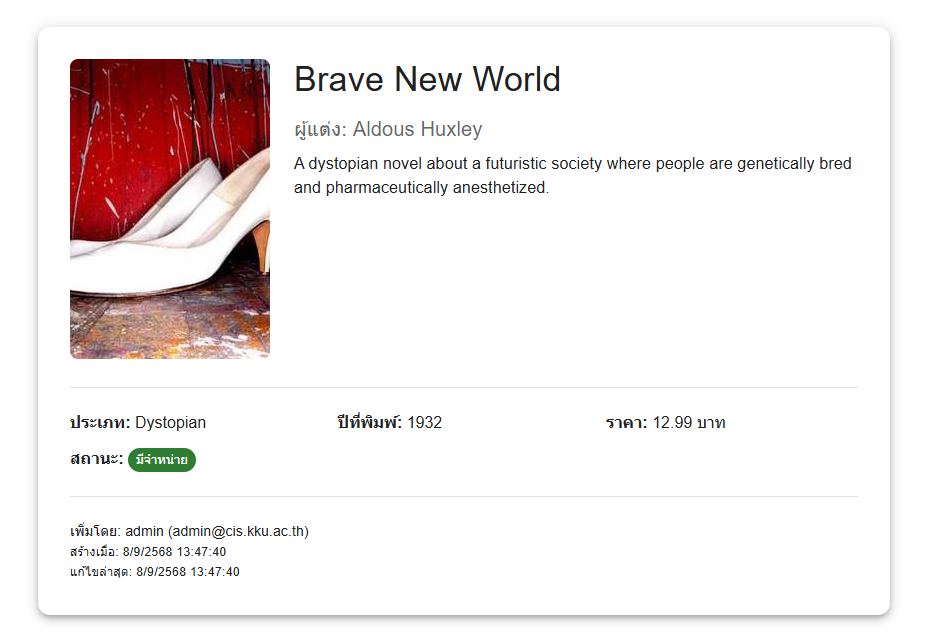 Brave New World
ผู้แต่ง: Aldous Huxley
A dystopian novel about a futuristic society where people are genetically bred
and pharmaceutically anesthetized.
ประเภท: Dystopian
ปีที่พิมพ์: 1932
ราคา: 12.99 บาท
สถานะ: มีจำหน่าย
เพิ่มโดย: admin (admin@cis.kku.ac.th)
สร้างเมื่อ: 8/9/2568 13:47:40
แก้ไขล่าสุด: 8/9/2568 13:47:40